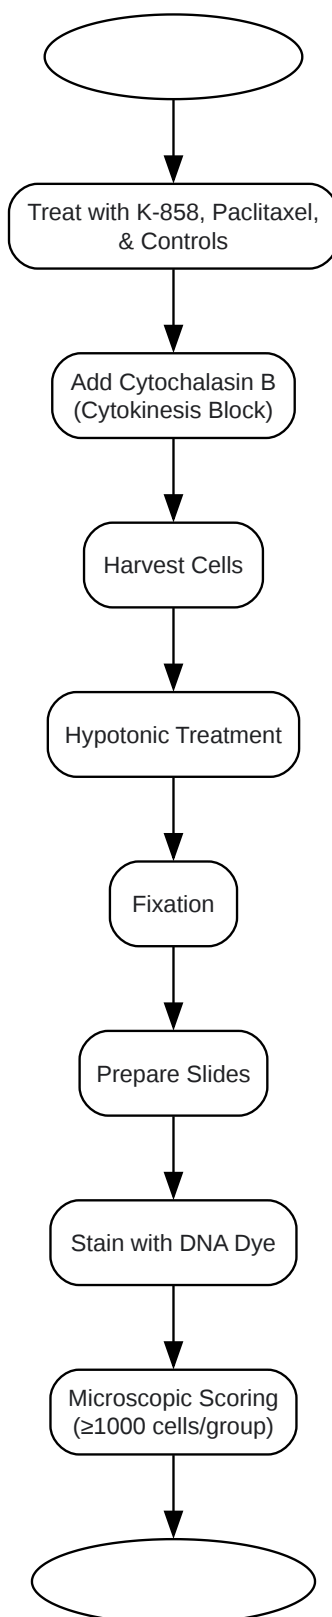 Treat with K-858, Paclitaxel,
& Controls
Add Cytochalasin B
(Cytokinesis Block)
Harvest Cells
Hypotonic Treatment
Fixation
Prepare Slides
Stain with DNA Dye
Microscopic Scoring
(≥1000 cells/group)